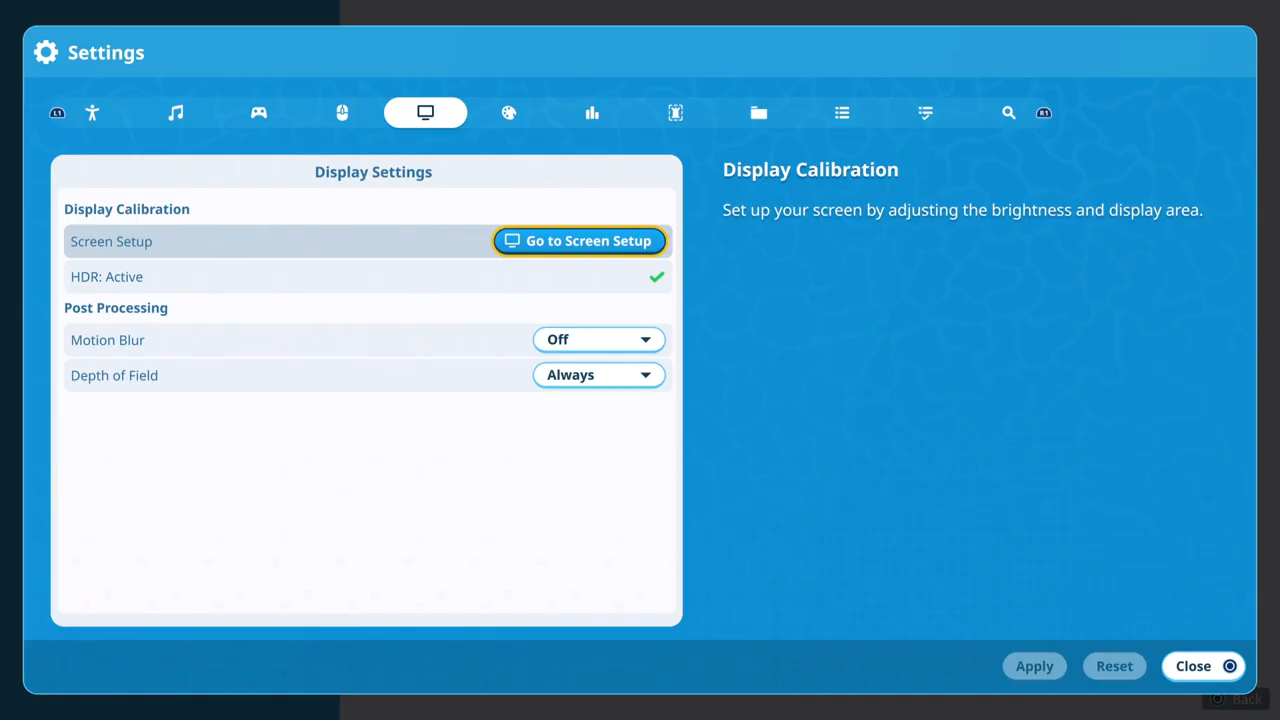 Settings
L1
R1
Display Settings
Display Calibration
Screen Setup
Go to Screen Setup
HDR: Active
Post Processing
Motion Blur
Off
Depth of Field
Always
Display Calibration
Set up your screen by adjusting the brightness and display area.
Apply
Reset
Close
Back